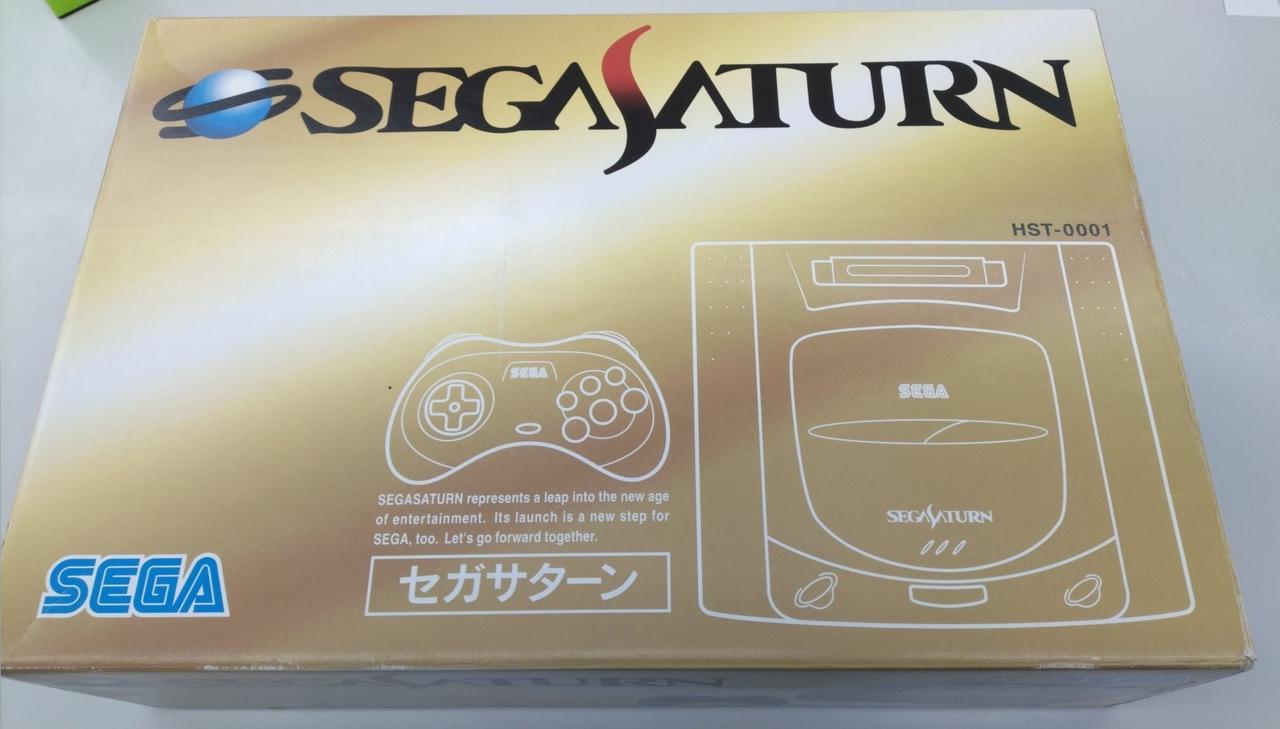 SEGASATURN
HST-0001
SEGA
SEGA
SEGASATURN represents a leap into the new age
of entertainment. Its launch is a new step for
SEGA, too. Let's go forward together.
SEGASATURN
セガサターン
SEGA